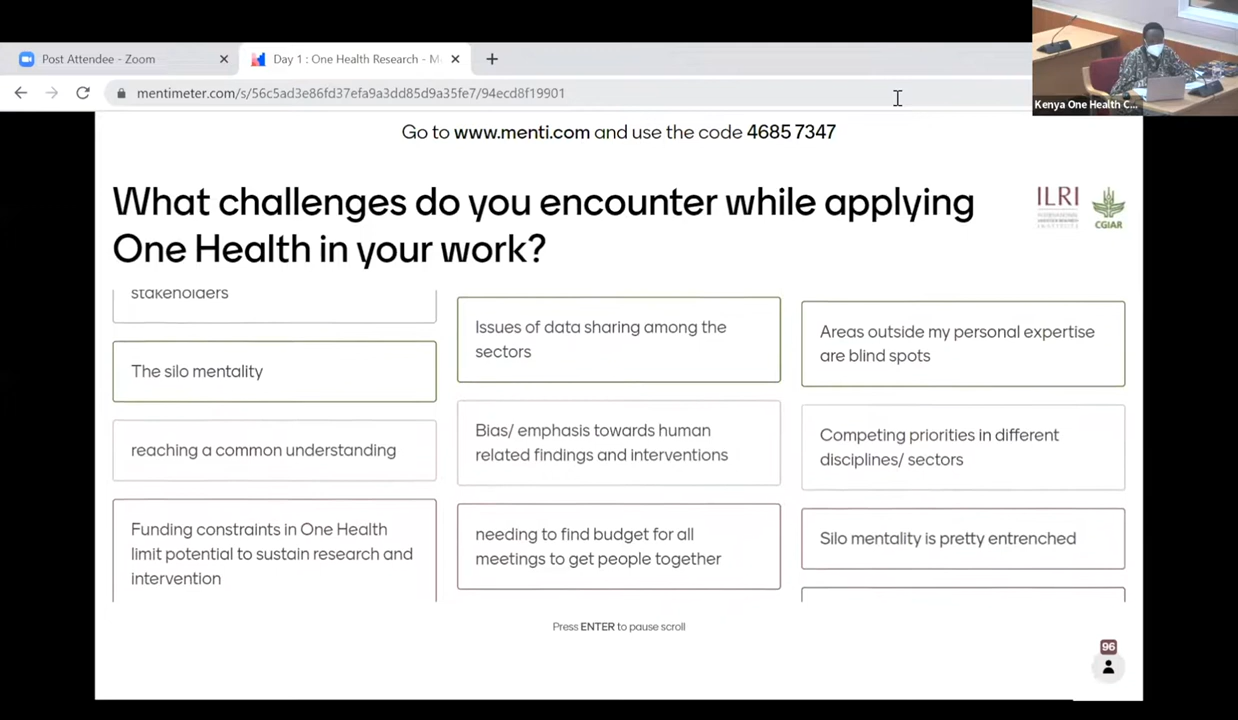 Post Attendee - Zoom
Day 1 : One Health Research - M
mentimeter.com/s/56c5ad3e86fd37efa9a3dd85d9a35fe7/94ecd8f19901
Kenya One Health C...
Go to www.menti.com and use the code 4685 7347
What challenges do you encounter while applying
One Health in your work?
ILRI
CGIAR
stakeholders
The silo mentality
reaching a common understanding
Funding constraints in One Health
limit potential to sustain research and
intervention
Issues of data sharing among the
sectors
Bias/ emphasis towards human
related findings and interventions
needing to find budget for all
meetings to get people together
Areas outside my personal expertise
are blind spots
Competing priorities in different
disciplines/ sectors
Silo mentality is pretty entrenched
Press ENTER to pause scroll
96